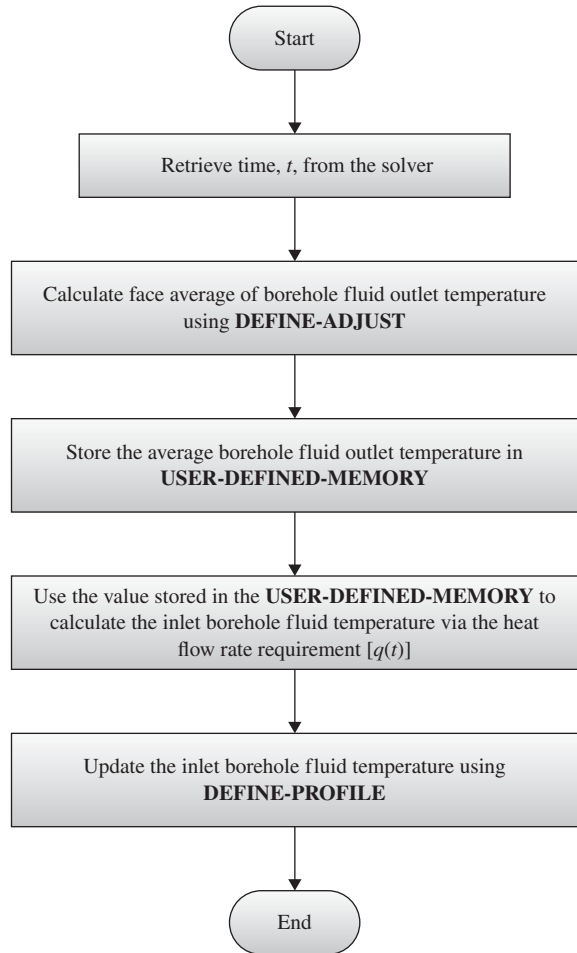 Start
Retrieve time, t, from the solver
Calculate face average of borehole fluid outlet temperature
using DEFINE-ADJUST
Store the average borehole fluid outlet temperature in
USER-DEFINED-MEMORY
Use the value stored in the USER-DEFINED-MEMORY to
calculate the inlet borehole fluid temperature via the heat
flow rate requirement [q(t)]
Update the inlet borehole fluid temperature using
DEFINE-PROFILE
End